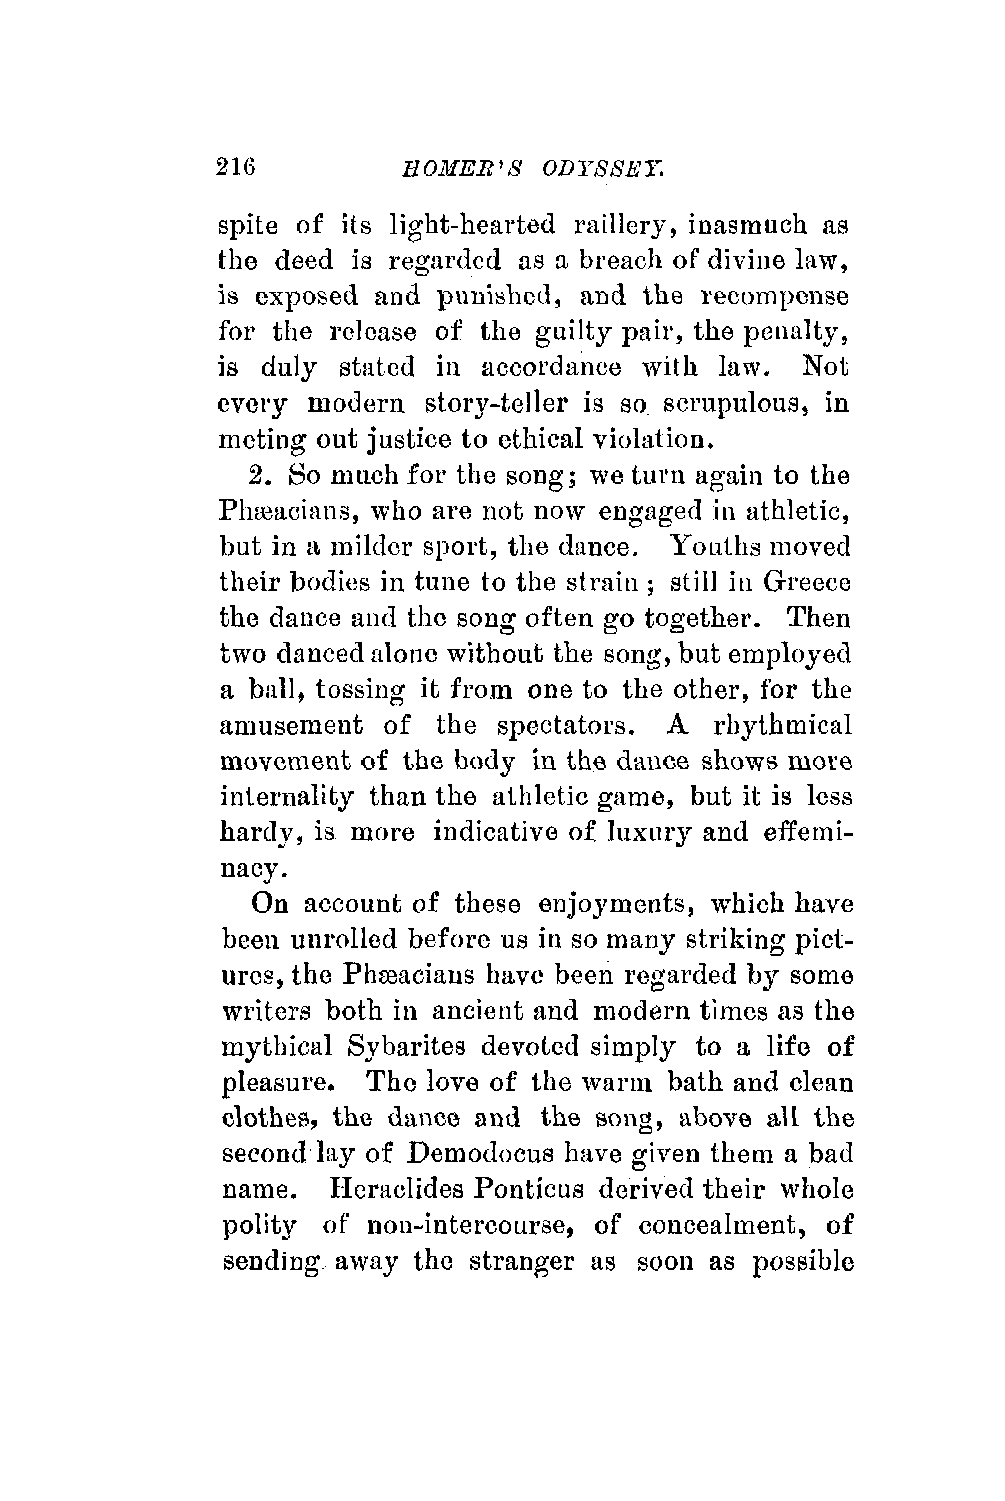 216 HOMER'S ODYSSEY.
spite of its light-hearted raillery, inasmuch as
the deed is regarded as a breach of divine law,
is exposed and punished, and the recompense
for the release of the guilty pair, the penalty,
is duly stated in accordance with law. Not
every modern story-teller is so scrupulous, in
meting out justice to ethical violation.
2. So much for the song; we turn again to the
Phæacians, who are not now engaged in athletic,
but in a milder sport, the dance. Youths moved
their bodies in tune to the strain; still in Greece
the dance and the song often go together. Then
two danced alone without the song, but employed
a ball, tossing it from one to the other, for the
amusement of the spectators. A rhythmical
movement of the body in the dance shows more
internality than the athletic game, but it is less
hardy, is more indicative of luxury and effemi-
nacy.
On account of these enjoyments, which have
been unrolled before us in so many striking pict-
ures, the Phæacians have been regarded by some
writers both in ancient and modern times as the
mythical Sybarites devoted simply to a life of
pleasure. The love of the warm bath and clean
clothes, the dance and the song, above all the
second lay of Demodocus have given them a bad
name. Heraclides Ponticus derived their whole
polity of non-intercourse, of concealment, of
sending away the stranger as soon as possible